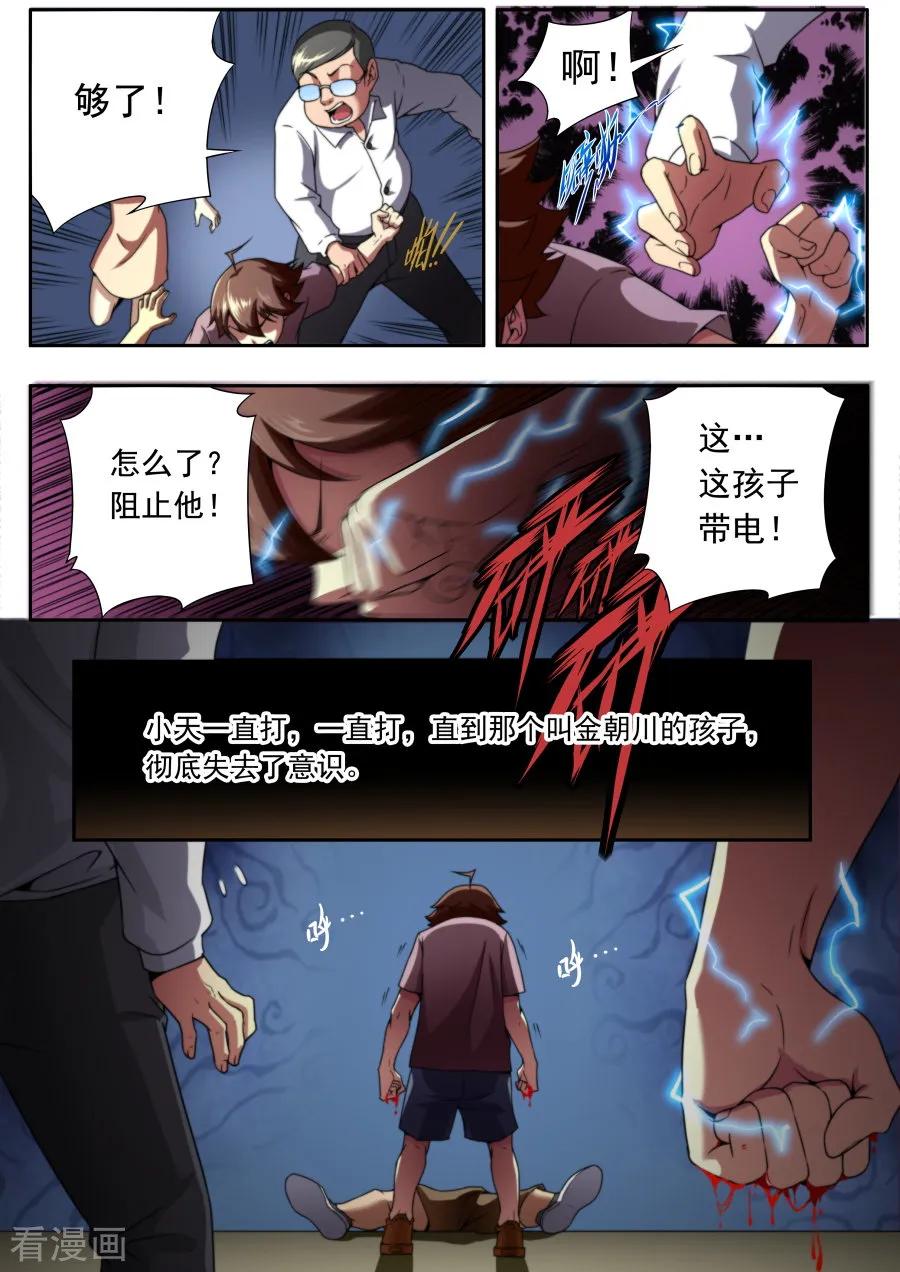 够了！
啪!!
啊！
噼啪
怎么了？
阻止他！
这…
这孩子
带电！
砰
砰
砰
小天一直打，一直打，直到那个叫金朝川的孩子，
彻底失去了意识。
呼…
呼…
看漫画